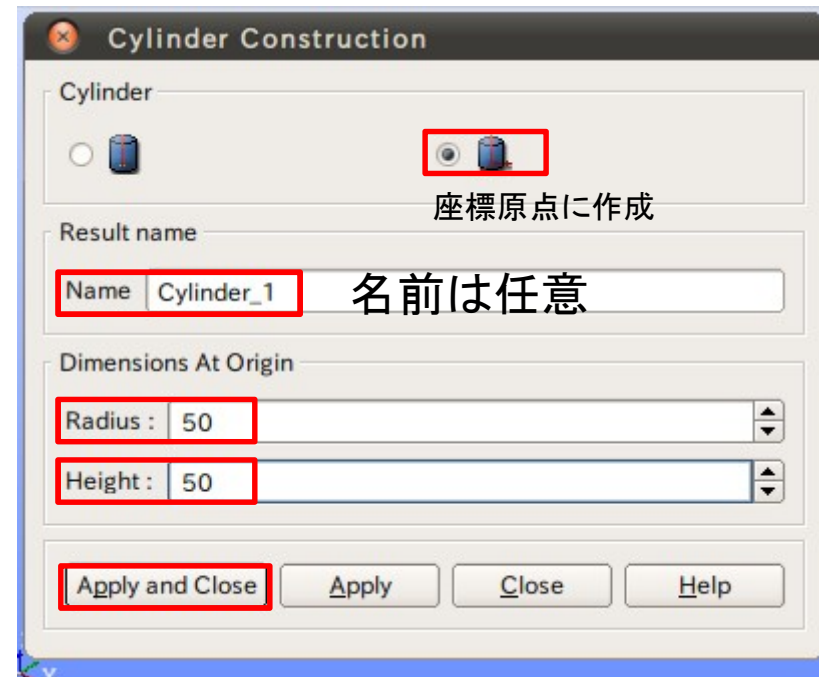 Cylinder Construction
Cylinder
座標原点に作成
Result name
Name Cylinder_1 名前は任意
Dimensions At Origin
Radius : 50
Height : 50
Apply and Close Apply Close Help
Y